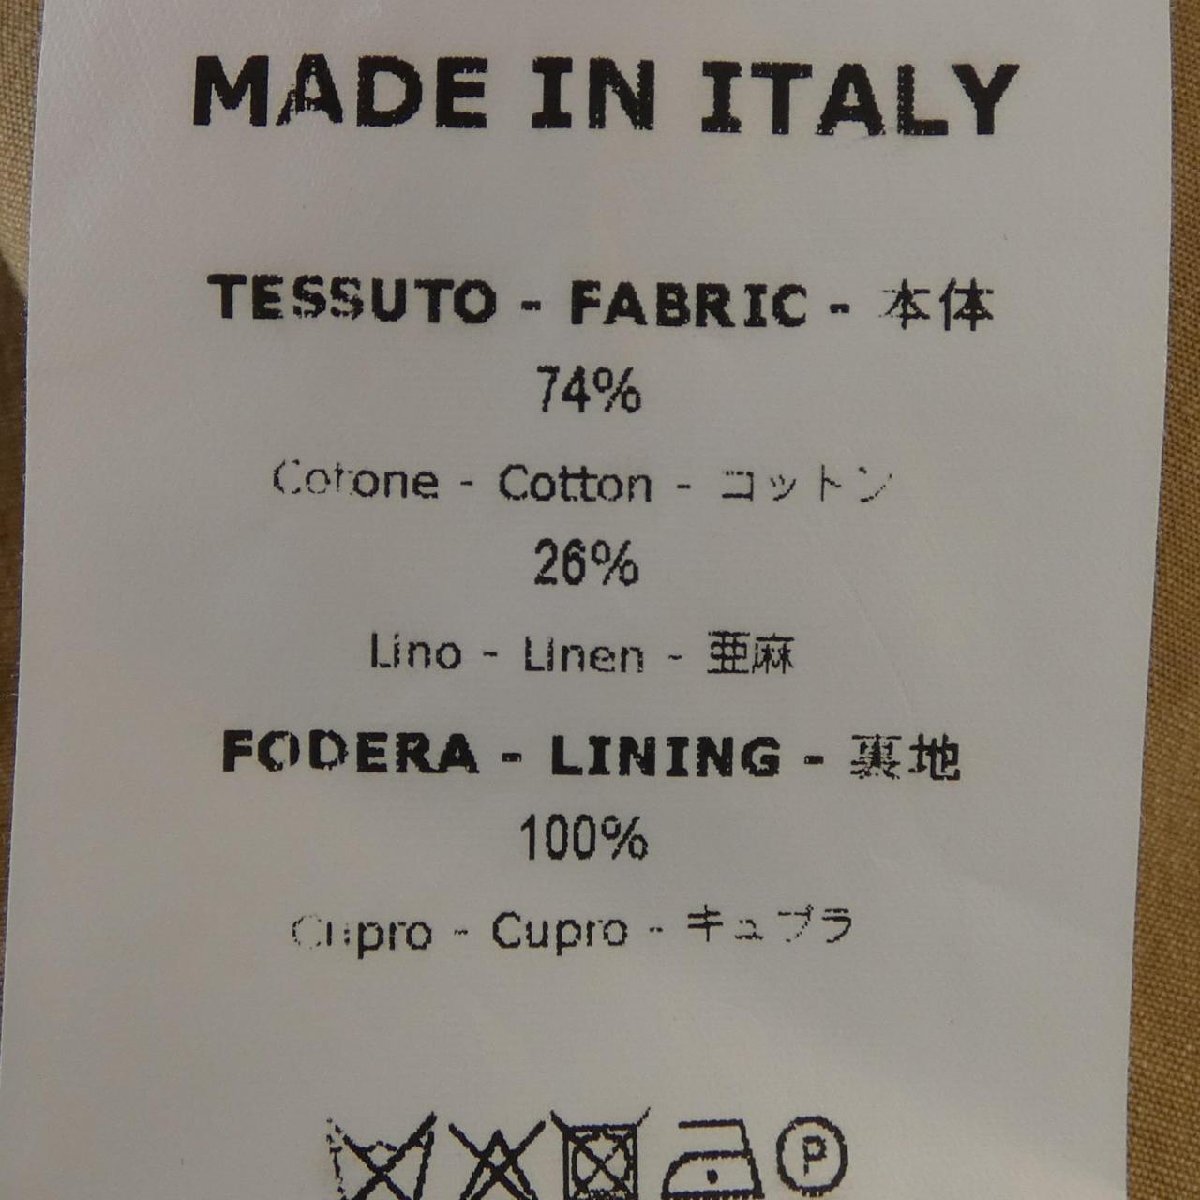 MADE IN ITALY
TESSUTO - FABRIC - 本体
74%
Cotone - Cotton - コットン
26%
Lino - Linen - 亜麻
FODERA - LINING - 裏地
100%
Cupro - Cupro - キュプラ
P